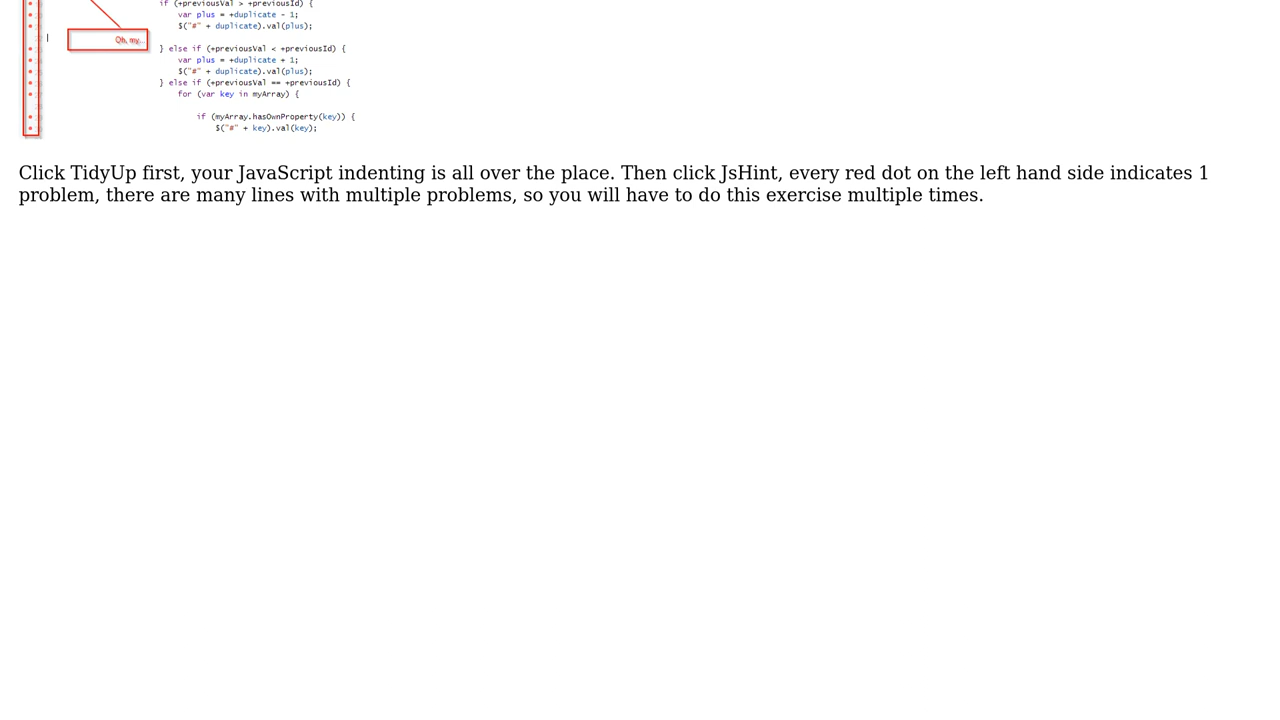 if (+previousVal > +previousId) {
var plus = +duplicate - 1;
$("#" + duplicate).val(plus);
Oh, my...
} else if (+previousVal < +previousId) {
var plus = +duplicate + 1;
$("#" + duplicate).val(plus);
} else if (+previousVal == +previousId) {
for (var key in myArray) {
if (myArray.hasOwnProperty(key)) {
$("#" + key).val(key);
Click TidyUp first, your JavaScript indenting is all over the place. Then click JsHint, every red dot on the left hand side indicates 1
problem, there are many lines with multiple problems, so you will have to do this exercise multiple times.